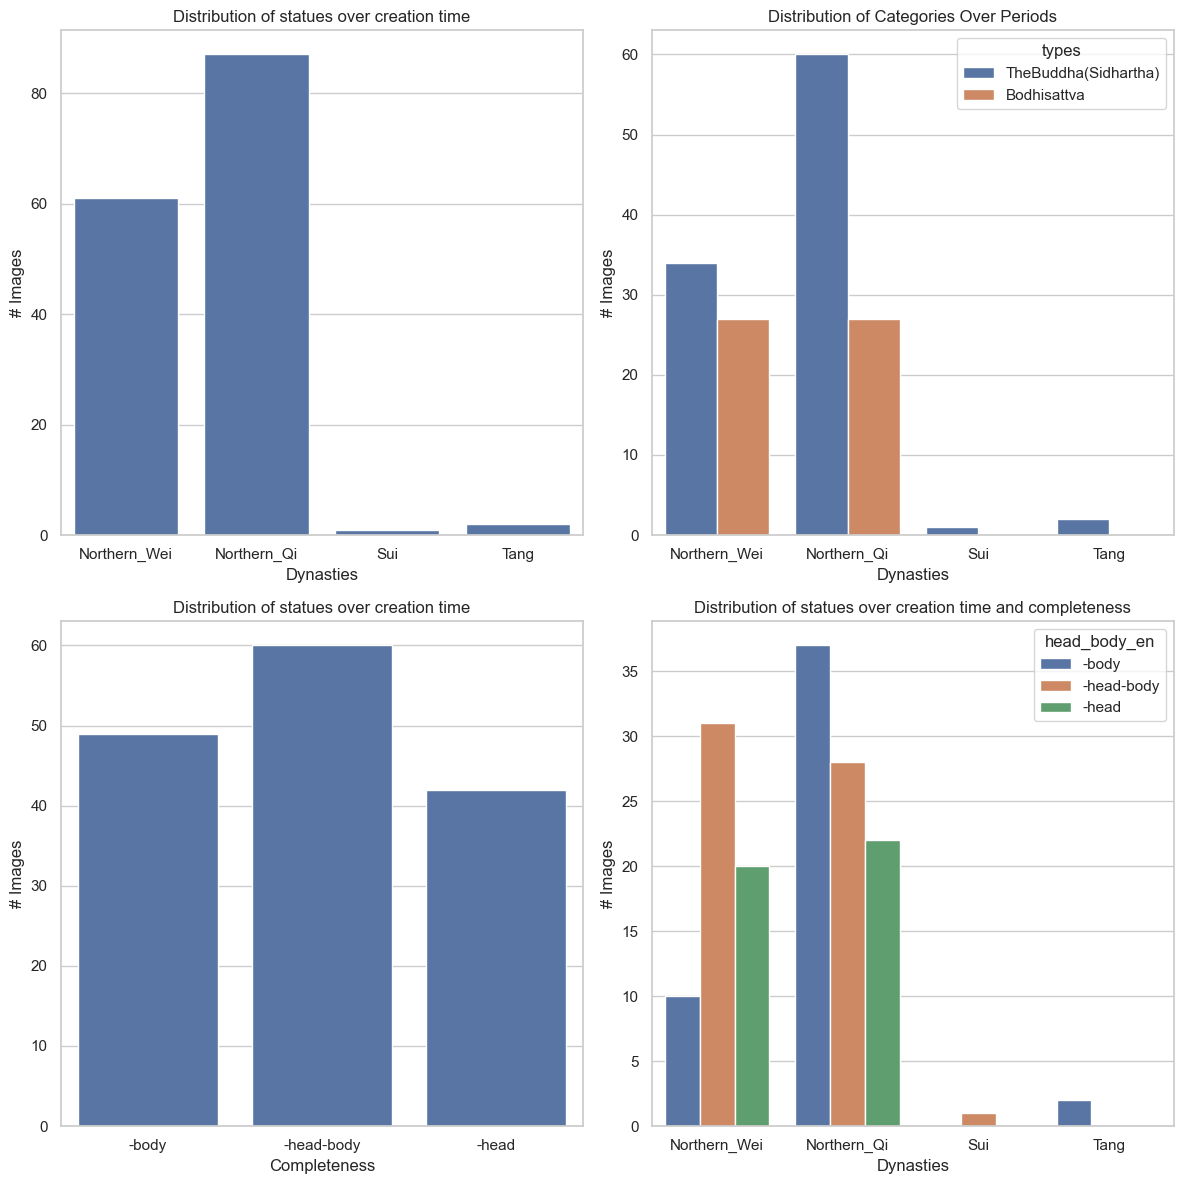 Distribution of statues over creation time
80
60
40
20
0
# Images
Northern_Wei Northern_Qi Sui Tang
Dynasties
Distribution of Categories Over Periods
types
TheBuddha(Sidhartha)
Bodhisattva
60
50
40
30
20
10
0
# Images
Northern_Wei Northern_Qi Sui Tang
Dynasties
Distribution of statues over creation time
60
50
40
30
20
10
0
# Images
-body -head-body -head
Completeness
Distribution of statues over creation time and completeness
head_body_en
-body
-head-body
-head
35
30
25
20
15
10
5
0
# Images
Northern_Wei Northern_Qi Sui Tang
Dynasties